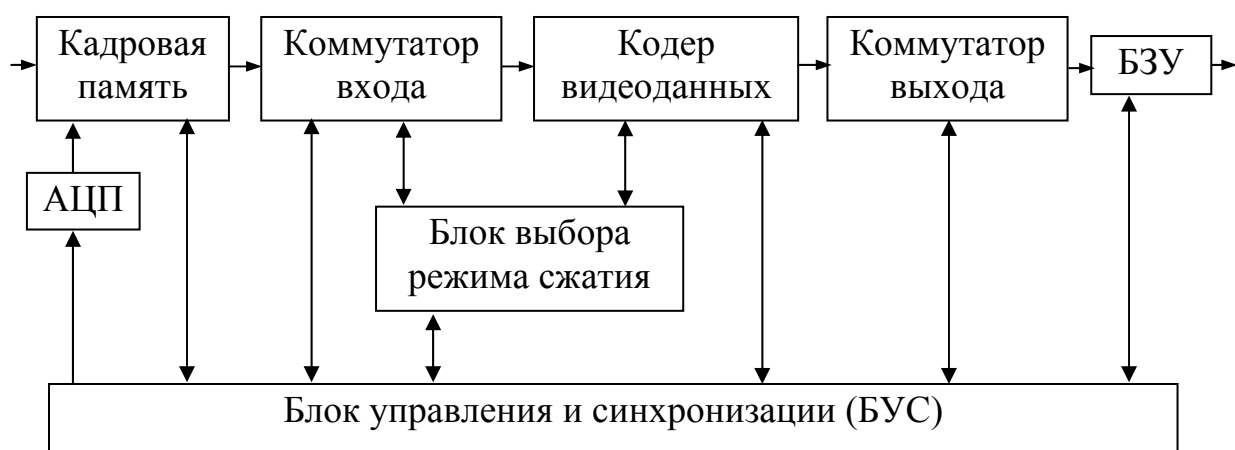 Кадровая
память
Коммутатор
входа
Кодер
видеоданных
Коммутатор
выхода
БЗУ
АЦП
Блок выбора
режима сжатия
Блок управления и синхронизации (БУС)